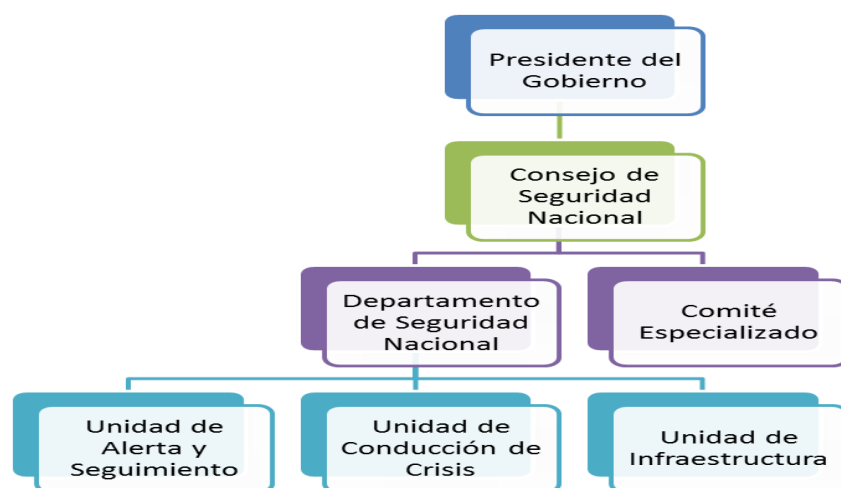 Presidente del
Gobierno
Consejo de
Seguridad
Nacional
Departamento
de Seguridad
Nacional
Comité
Especializado
Unidad de
Alerta y
Seguimiento
Unidad de
Conducción de
Crisis
Unidad de
Infraestructura